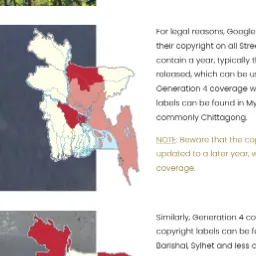 For legal reasons, Google
their copyright on all Stre
contain a year, typically th
released, which can be us
Generation 4 coverage w
labels can be found in My
commonly Chittagong.
NOTE: Beware that the cop
updated to a later year, w
coverage.
Similarly, Generation 4 co
copyright labels can be fo
Barishal, Sylhet and less c